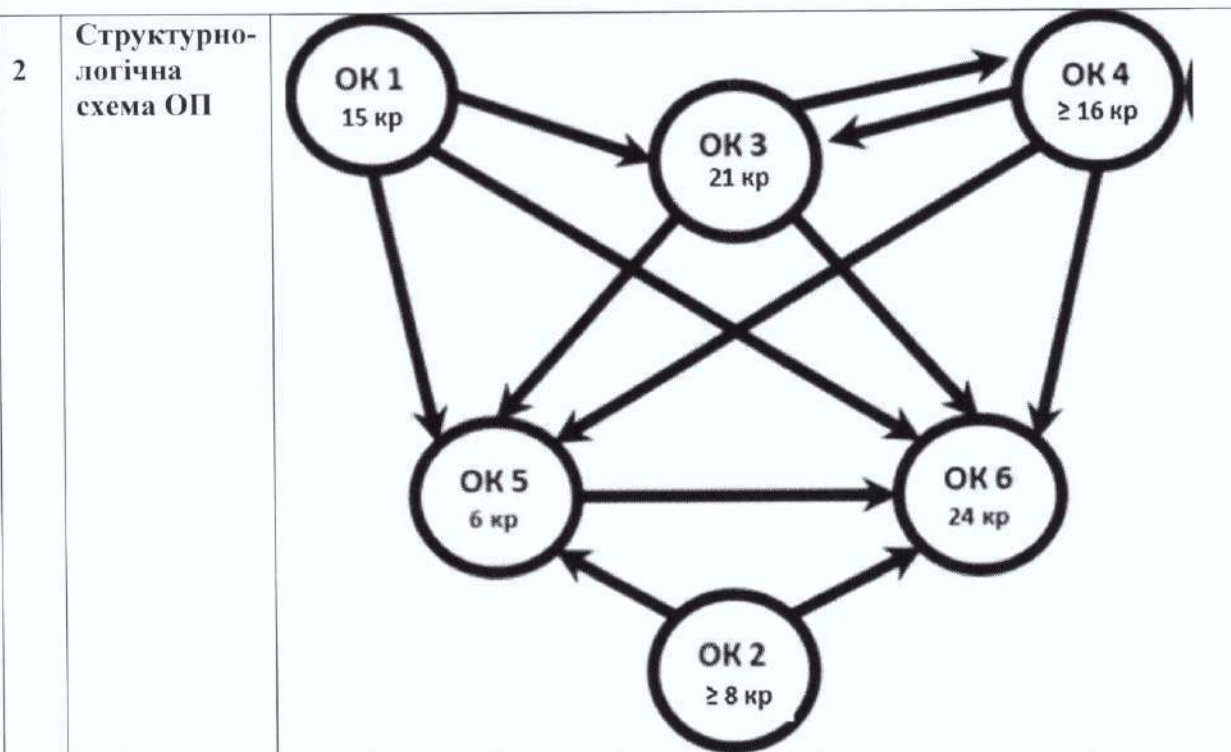 2
Структурно-
логічна
схема ОП
ОК 1
15 кр
ОК 3
21 кр
ОК 4
≥ 16 кр
ОК 5
6 кр
ОК 6
24 кр
ОК 2
≥ 8 кр